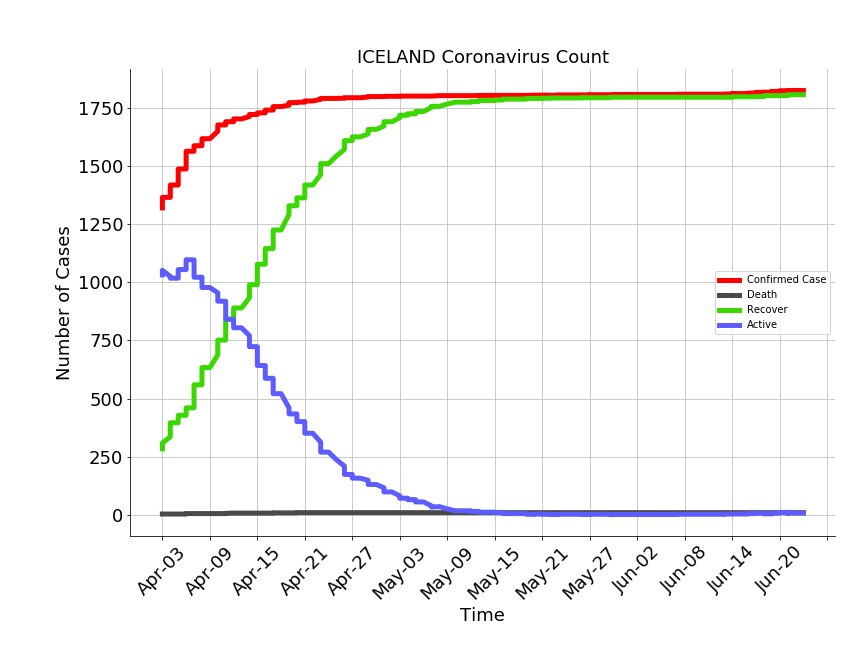 ICELAND Coronavirus Count
Number of Cases
1750
1500
1250
1000
750
500
250
0
Confirmed Case
Death
Recover
Active
Apr-03
Apr-09
Apr-15
Apr-21
Apr-27
May-03
May-09
May-15
May-21
May-27
Jun-02
Jun-08
Jun-14
Jun-20
Time